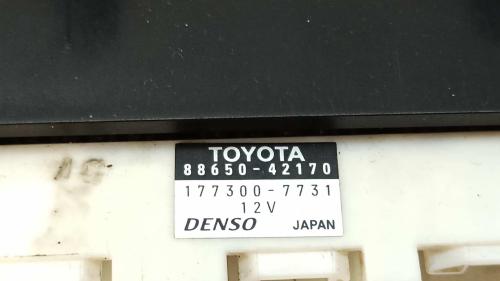 TOYOTA
88650-42170
177300-7731
12V
DENSO JAPAN